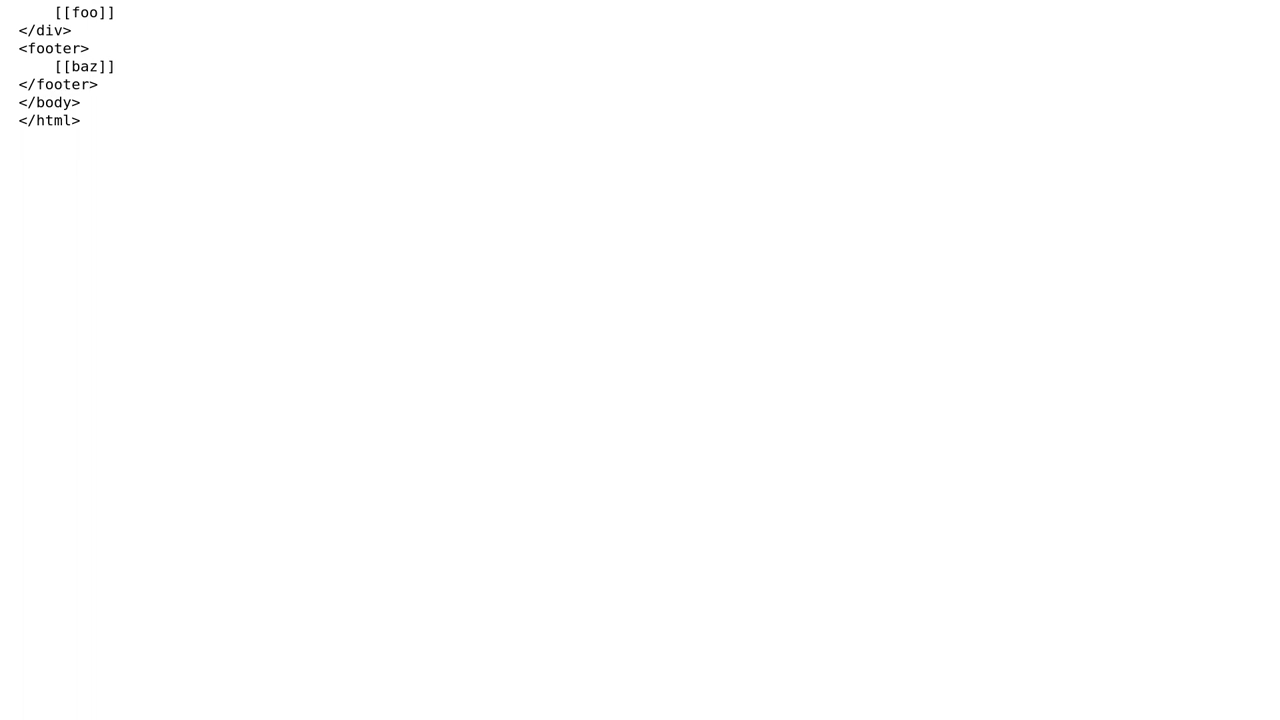 [[foo]]
</div>
<footer>
    [[baz]]
</footer>
</body>
</html>